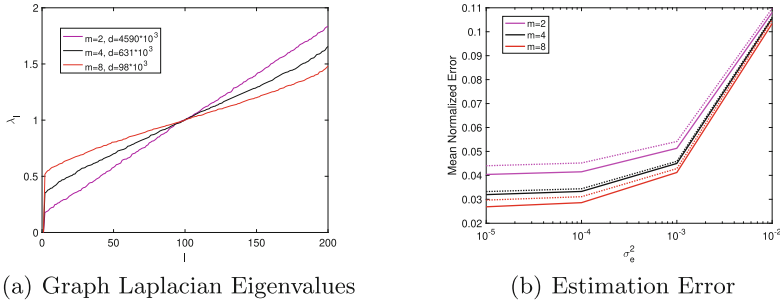 2
1.5
1
0.5
0
λ_l
m=2, d=4590*10^3
m=4, d=631*10^3
m=8, d=98*10^3
0 50 100 150 200
l
(a) Graph Laplacian Eigenvalues
0.11
0.1
0.09
0.08
0.07
0.06
0.05
0.04
0.03
0.02
Mean Normalized Error
m=2
m=4
m=8
10^-5 10^-4 10^-3 10^-2
σ_e^2
(b) Estimation Error